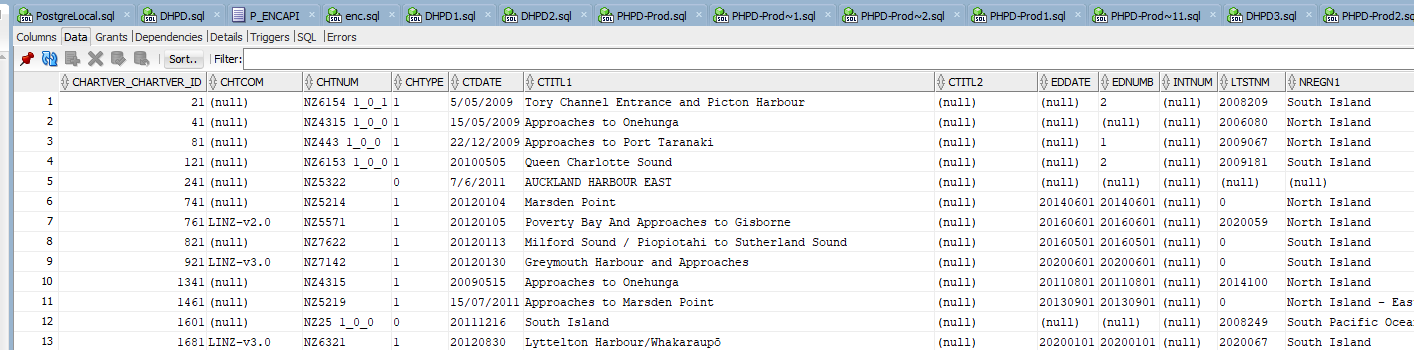 PostgreLocal.sql DHPD.sql P_ENCAPI enc.sql DHPD1.sql DHPD2.sql PHPD-Prod.sql PHPD-Prod~1.sql PHPD-Prod~2.sql PHPD-Prod1.sql PHPD-Prod~11.sql DHPD3.sql PHPD-Prod2.s
Columns Data Grants Dependencies Details Triggers SQL Errors
Sort.. Filter:
CHARTVER_CHARTVER_ID CHTCOM CHTNUM CHTYPE CTDATE CTITL1 CTITL2 EDDATE EDNUMB INTNUM LTSTNM NREGN1
1 21 (null) NZ6154 1_0_1 1 5/05/2009 Tory Channel Entrance and Picton Harbour (null) (null) 2 (null) 2008209 South Island
2 41 (null) NZ4315 1_0_0 1 15/05/2009 Approaches to Onehunga (null) (null) (null) (null) 2006080 North Island
3 81 (null) NZ443 1_0_0 1 22/12/2009 Approaches to Port Taranaki (null) (null) 1 (null) 2009067 North Island
4 121 (null) NZ6153 1_0_0 1 20100505 Queen Charlotte Sound (null) (null) 2 (null) 2009181 South Island
5 241 (null) NZ5322 0 7/6/2011 AUCKLAND HARBOUR EAST (null) (null) (null) (null) (null) (null)
6 741 (null) NZ5214 1 20120104 Marsden Point (null) 20140601 20140601 (null) 0 North Island
7 761 LINZ-v2.0 NZ5571 1 20120105 Poverty Bay And Approaches to Gisborne (null) 20160601 20160601 (null) 2020059 North Island
8 821 (null) NZ7622 1 20120113 Milford Sound / Piopiotahi to Sutherland Sound (null) 20160501 20160501 (null) 0 South Island
9 921 LINZ-v3.0 NZ7142 1 20120130 Greymouth Harbour and Approaches (null) 20200601 20200601 (null) 0 South Island
10 1341 (null) NZ4315 1 20090515 Approaches to Onehunga (null) 20110801 20110801 (null) 2014100 North Island
11 1461 (null) NZ5219 1 15/07/2011 Approaches to Marsden Point (null) 20130901 20130901 (null) 0 North Island - Eas
12 1601 (null) NZ25 1_0_0 0 20111216 South Island (null) (null) (null) (null) 2008249 South Pacific Ocea
13 1681 LINZ-v3.0 NZ6321 1 20120830 Lyttelton Harbour/Whakaraupō (null) 20200101 20200101 (null) 2020067 South Island